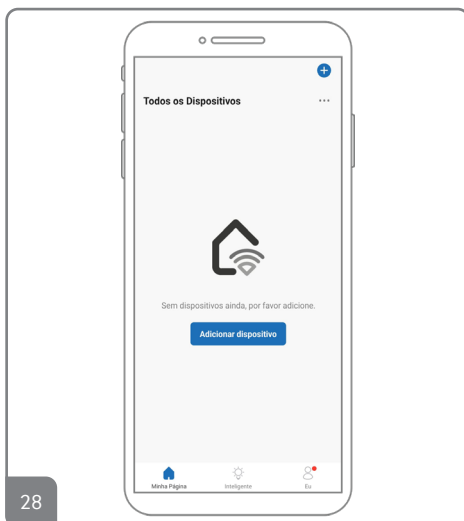 Todos os Dispositivos
Sem dispositivos ainda, por favor adicione.
Adicionar dispositivo
Minha Página
Inteligente
Eu
28